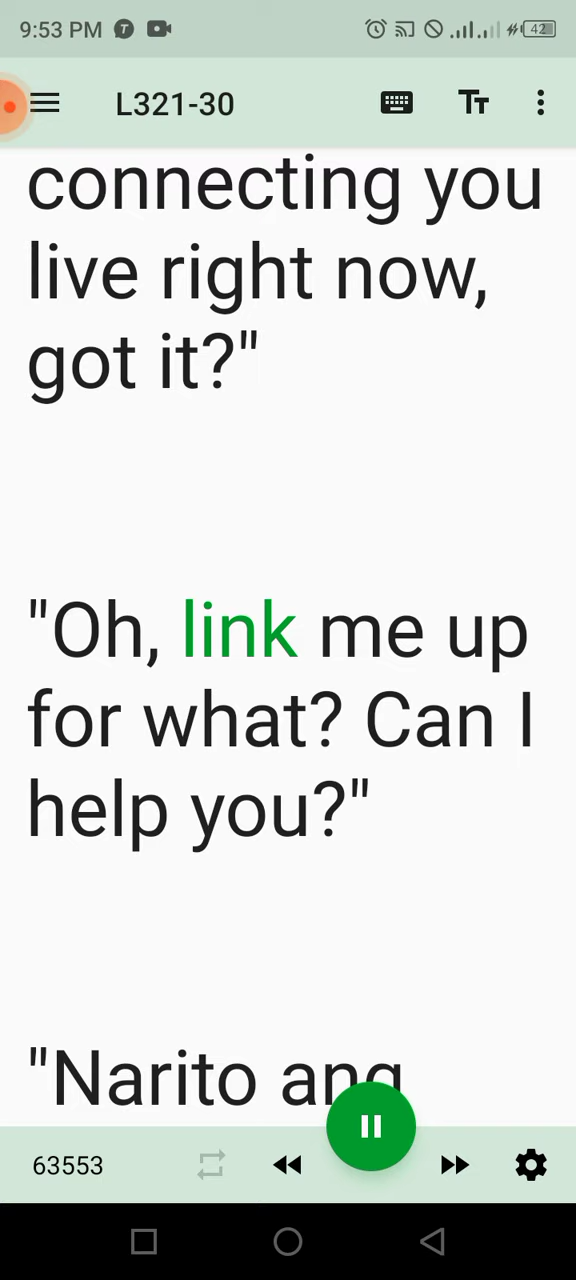 9:53 PM
42
L321-30
connecting you
live right now,
got it?"
"Oh, link me up
for what? Can I
help you?"
"Narito ang
63553